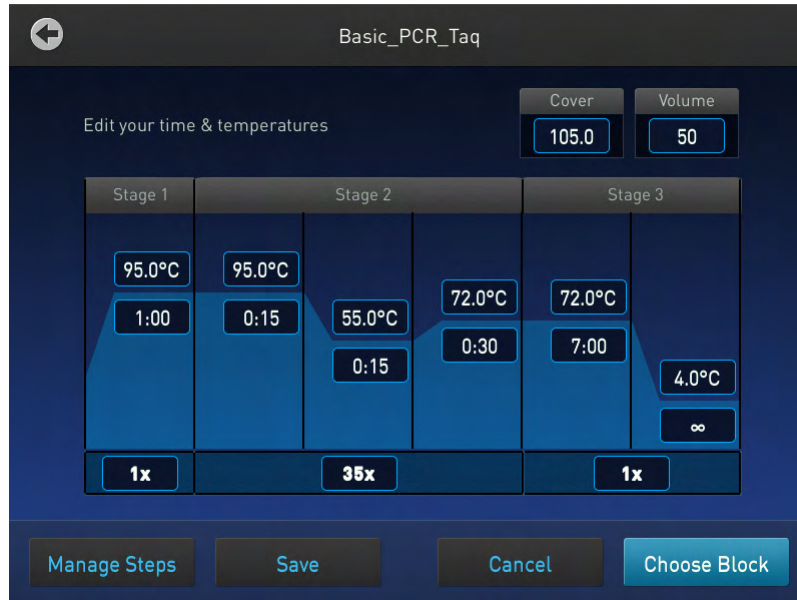 Basic_PCR_Taq
Cover
Volume
Edit your time & temperatures
105.0
50
Stage 1
Stage 2
Stage 3
95.0°C
95.0°C
72.0°C
72.0°C
1:00
0:15
55.0°C
0:30
7:00
0:15
4.0°C
∞
1x
35x
1x
Manage Steps
Save
Cancel
Choose Block